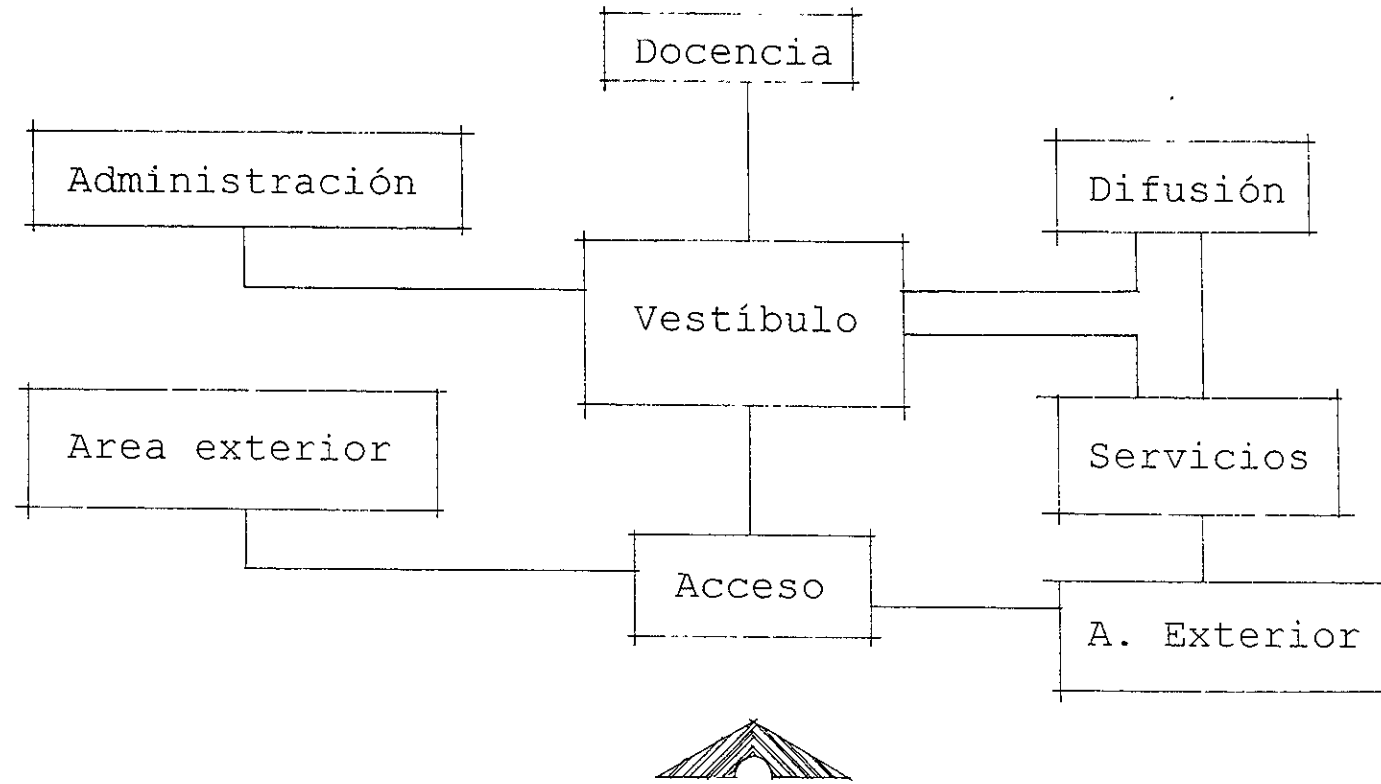 Docencia
Administración
Difusión
Vestíbulo
Area exterior
Servicios
Acceso
A. Exterior